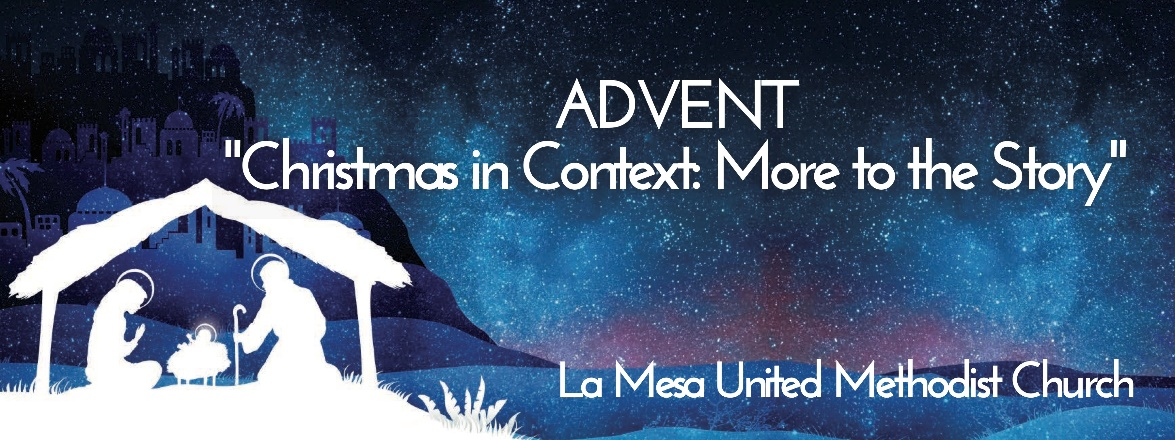 ADVENT
"Christmas in Context: More to the Story"
La Mesa United Methodist Church